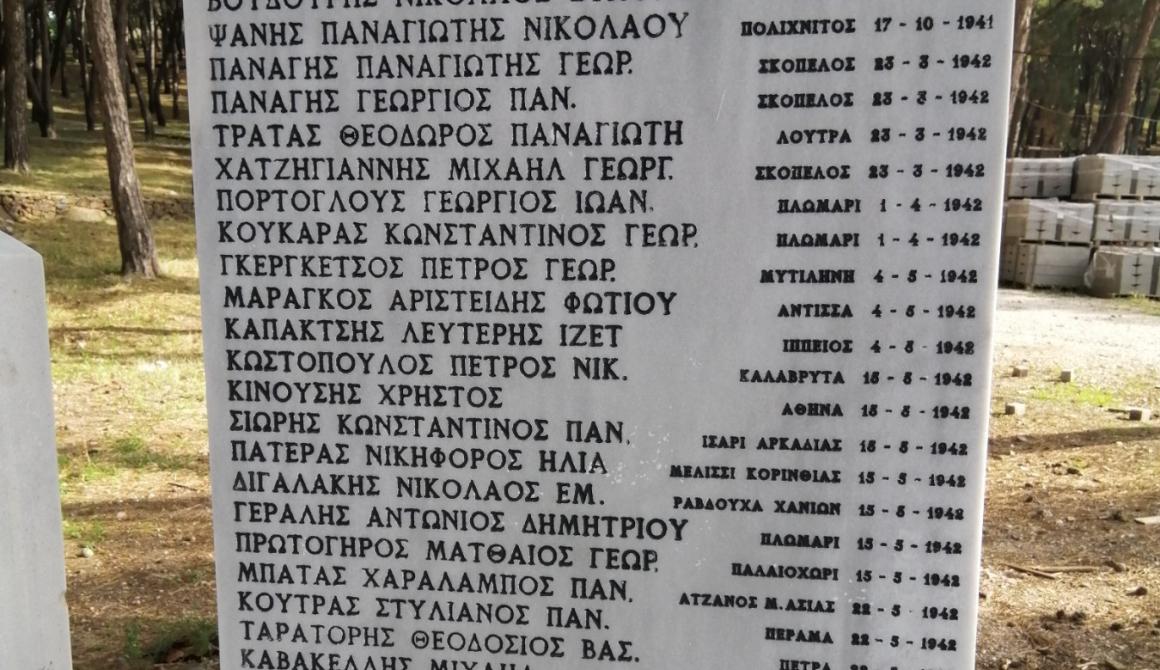 ΒΟΥΔΟΥΡΗΣ ΝΙΚΟΛΑΟΣ
ΨΑΝΗΣ ΠΑΝΑΓΙΩΤΗΣ ΝΙΚΟΛΑΟΥ ΠΟΛΙΧΝΙΤΟΣ 17 - 10 - 1941
ΠΑΝΑΓΗΣ ΠΑΝΑΓΙΩΤΗΣ ΓΕΩΡ. ΣΚΟΠΕΛΟΣ 23 - 3 - 1942
ΠΑΝΑΓΗΣ ΓΕΩΡΓΙΟΣ ΠΑΝ. ΣΚΟΠΕΛΟΣ 23 - 3 - 1942
ΤΡΑΤΑΣ ΘΕΟΔΩΡΟΣ ΠΑΝΑΓΙΩΤΗ ΛΟΥΤΡΑ 23 - 3 - 1942
ΧΑΤΖΗΓΙΑΝΝΗΣ ΜΙΧΑΗΛ ΓΕΩΡΓ. ΣΚΟΠΕΛΟΣ 23 - 3 - 1942
ΠΟΡΤΟΓΛΟΥΣ ΓΕΩΡΓΙΟΣ ΙΩΑΝ. ΠΛΩΜΑΡΙ 1 - 4 - 1942
ΚΟΥΚΑΡΑΣ ΚΩΝΣΤΑΝΤΙΝΟΣ ΓΕΩΡ. ΠΛΩΜΑΡΙ 1 - 4 - 1942
ΓΚΕΡΓΚΕΤΣΟΣ ΠΕΤΡΟΣ ΓΕΩΡ. ΜΥΤΙΛΗΝΗ 4 - 5 - 1942
ΜΑΡΑΓΚΟΣ ΑΡΙΣΤΕΙΔΗΣ ΦΩΤΙΟΥ ΑΝΤΙΣΣΑ 4 - 5 - 1942
ΚΑΠΑΚΤΣΗΣ ΛΕΥΤΕΡΗΣ ΙΖΕΤ ΙΠΠΕΙΟΣ 4 - 5 - 1942
ΚΩΣΤΟΠΟΥΛΟΣ ΠΕΤΡΟΣ ΝΙΚ. ΚΑΛΑΒΡΥΤΑ 15 - 5 - 1942
ΚΙΝΟΥΣΗΣ ΧΡΗΣΤΟΣ ΑΘΗΝΑ 15 - 5 - 1942
ΣΙΩΡΗΣ ΚΩΝΣΤΑΝΤΙΝΟΣ ΠΑΝ. ΙΣΑΡΙ ΑΡΚΑΔΙΑΣ 15 - 5 - 1942
ΠΑΤΕΡΑΣ ΝΙΚΗΦΟΡΟΣ ΗΛΙΑ ΜΕΛΙΣΣΙ ΚΟΡΙΝΘΙΑΣ 15 - 5 - 1942
ΔΙΓΑΛΑΚΗΣ ΝΙΚΟΛΑΟΣ ΕΜ. ΡΑΒΔΟΥΧΑ ΧΑΝΙΩΝ 15 - 5 - 1942
ΓΕΡΑΛΗΣ ΑΝΤΩΝΙΟΣ ΔΗΜΗΤΡΙΟΥ ΠΛΩΜΑΡΙ 15 - 5 - 1942
ΠΡΩΤΟΓΗΡΟΣ ΜΑΤΘΑΙΟΣ ΓΕΩΡ. ΠΑΛΑΙΟΧΩΡΙ 15 - 5 - 1942
ΜΠΑΤΑΣ ΧΑΡΑΛΑΜΠΟΣ ΠΑΝ. ΑΤΖΑΝΟΣ Μ.ΑΣΙΑΣ 22 - 5 - 1942
ΚΟΥΤΡΑΣ ΣΤΥΛΙΑΝΟΣ ΠΑΝ. ΠΕΡΑΜΑ 22 - 5 - 1942
ΤΑΡΑΤΟΡΗΣ ΘΕΟΔΟΣΙΟΣ ΒΑΣ. ΠΕΤΡΑ
ΚΑΒΑΚΕΛΛΗΣ ΜΙΧΑΗΛ